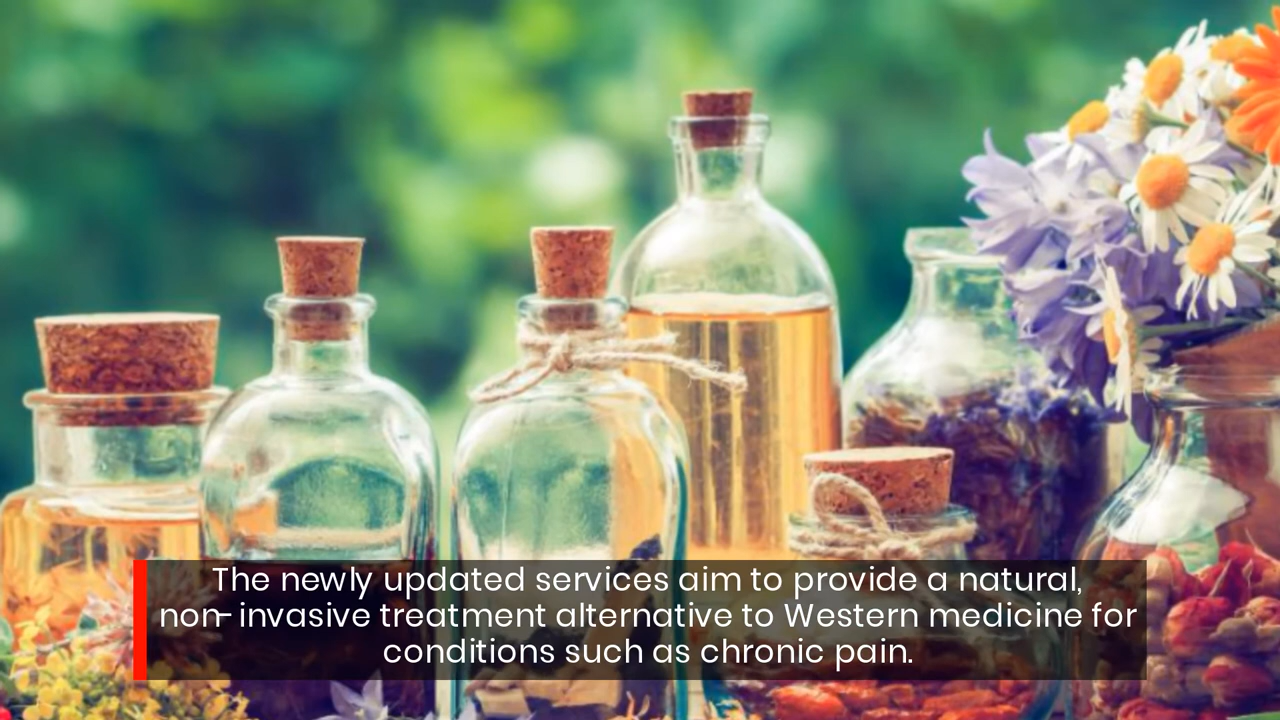 The newly updated services aim to provide a natural,
non-invasive treatment alternative to Western medicine for
conditions such as chronic pain.